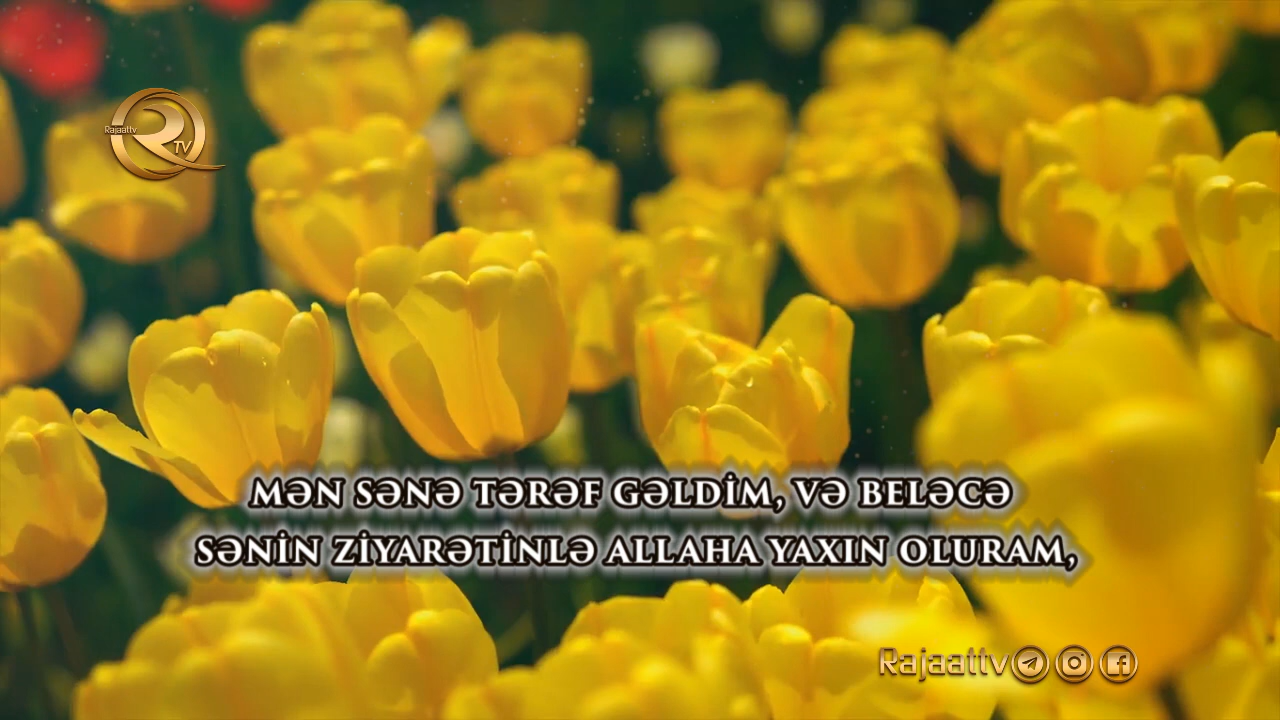 Rajaattv
R
TV
MƏN SƏNƏ TƏRƏF GƏLDİM, VƏ BELƏCƏ
SƏNİN ZİYARƏTİNLƏ ALLAHA YAXIN OLURAM,
Rajaattv